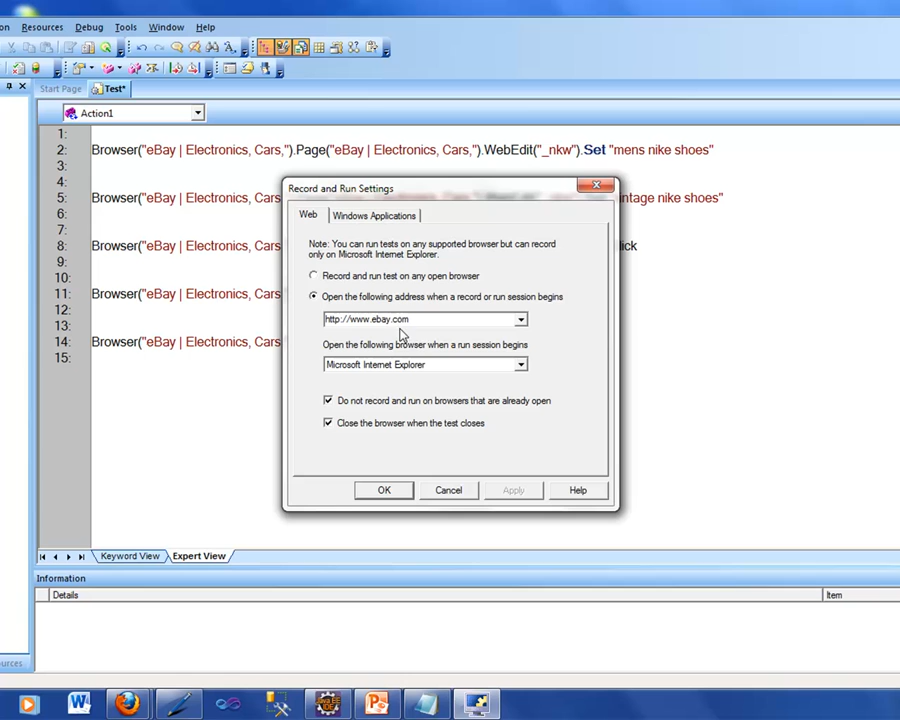 on Resources Debug Tools Window Help
Start Page Test*
Action1
1:
2: Browser("eBay | Electronics, Cars,").Page("eBay | Electronics, Cars,").WebEdit("_nkw").Set "mens nike shoes"
3:
4:
5: Browser("eBay | Electronics, Cars intage nike shoes"
6:
7:
8: Browser("eBay | Electronics, Cars lick
9:
10:
11: Browser("eBay | Electronics, Cars
12:
13:
14: Browser("eBay | Electronics, Cars
15:
Record and Run Settings
Web Windows Applications
Note: You can run tests on any supported browser but can record
only on Microsoft Internet Explorer.
Record and run test on any open browser
Open the following address when a record or run session begins
http://www.ebay.com
Open the following browser when a run session begins
Microsoft Internet Explorer
Do not record and run on browsers that are already open
Close the browser when the test closes
OK Cancel Apply Help
Keyword View Expert View
Information
Details Item
ources